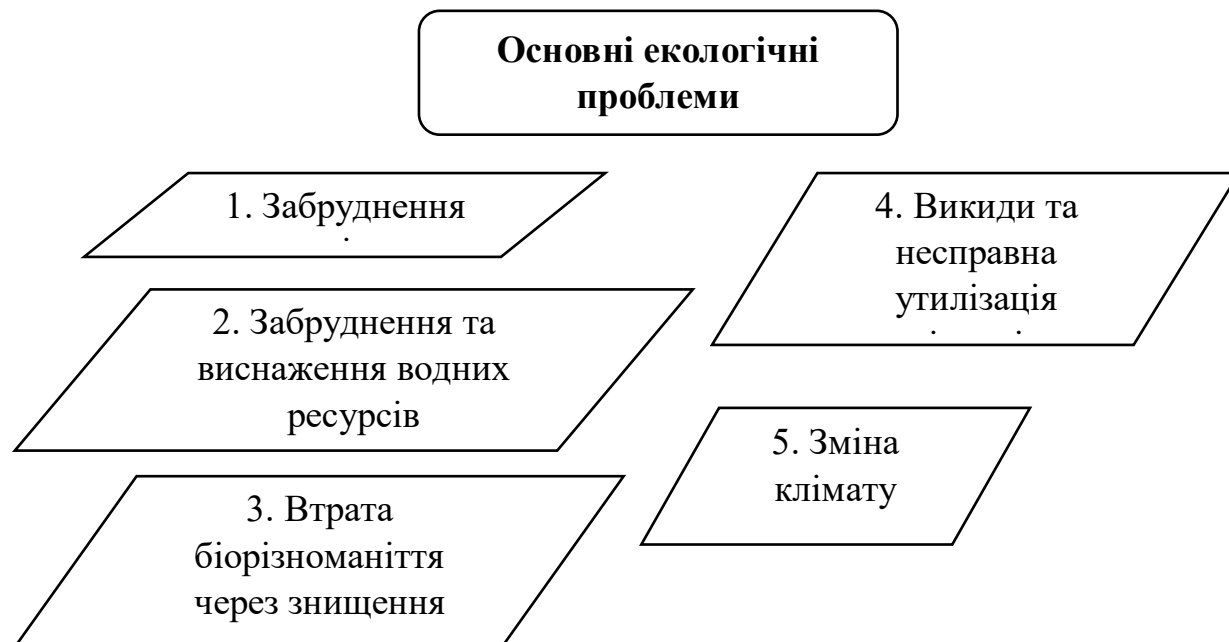 Основні екологічні
проблеми
1. Забруднення
2. Забруднення та
виснаження водних
ресурсів
3. Втрата
біорізноманіття
через знищення
4. Викиди та
несправна
утилізація
5. Зміна
клімату